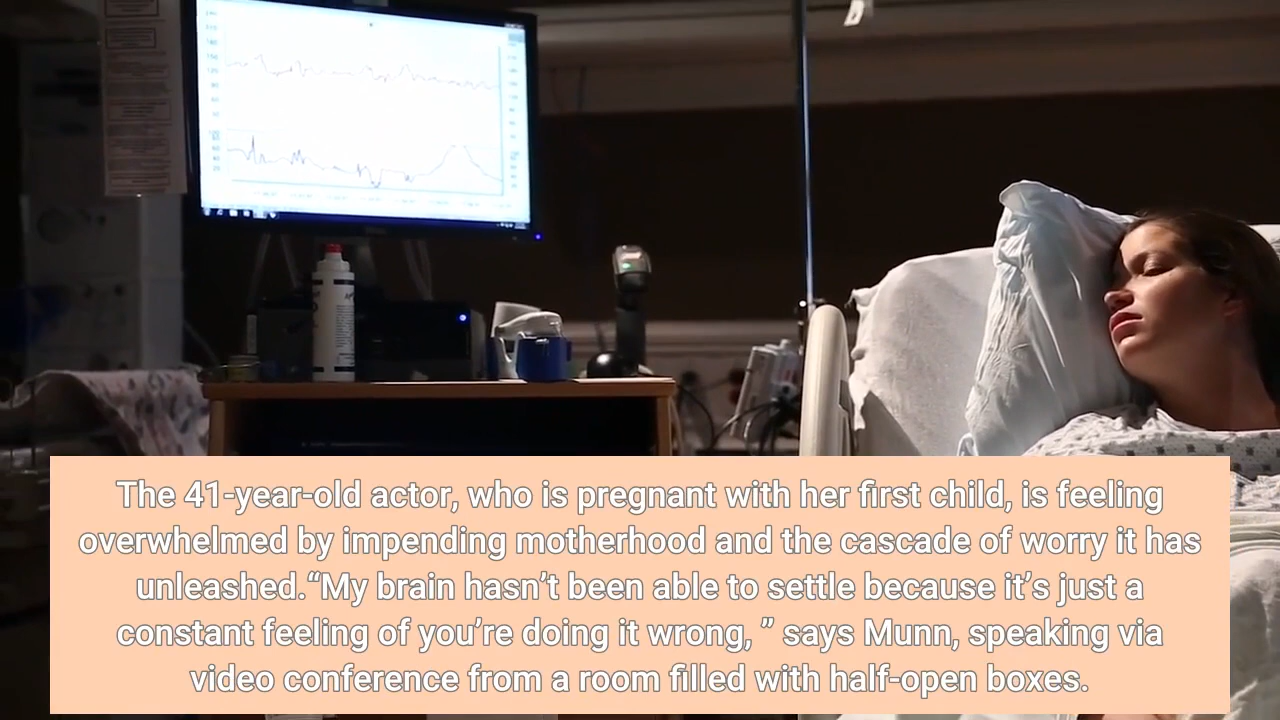 The 41-year-old actor, who is pregnant with her first child, is feeling
overwhelmed by impending motherhood and the cascade of worry it has
unleashed.“My brain hasn’t been able to settle because it’s just a
constant feeling of you’re doing it wrong, ” says Munn, speaking via
video conference from a room filled with half-open boxes.